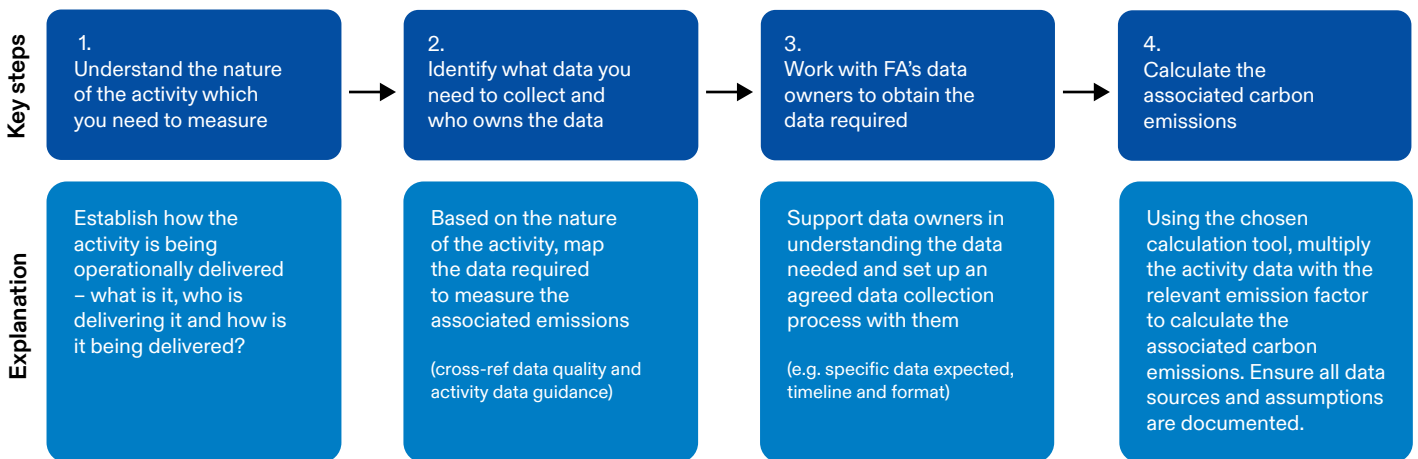 Key steps
1.
Understand the nature
of the activity which
you need to measure
2.
Identify what data you
need to collect and
who owns the data
3.
Work with FA's data
owners to obtain the
data required
4.
Calculate the
associated carbon
emissions
Explanation
Establish how the
activity is being
operationally delivered
– what is it, who is
delivering it and how is
it being delivered?
Based on the nature
of the activity, map
the data required
to measure the
associated emissions
(cross-ref data quality and
activity data guidance)
Support data owners in
understanding the data
needed and set up an
agreed data collection
process with them
(e.g. specific data expected,
timeline and format)
Using the chosen
calculation tool, multiply
the activity data with the
relevant emission factor
to calculate the
associated carbon
emissions. Ensure all data
sources and assumptions
are documented.